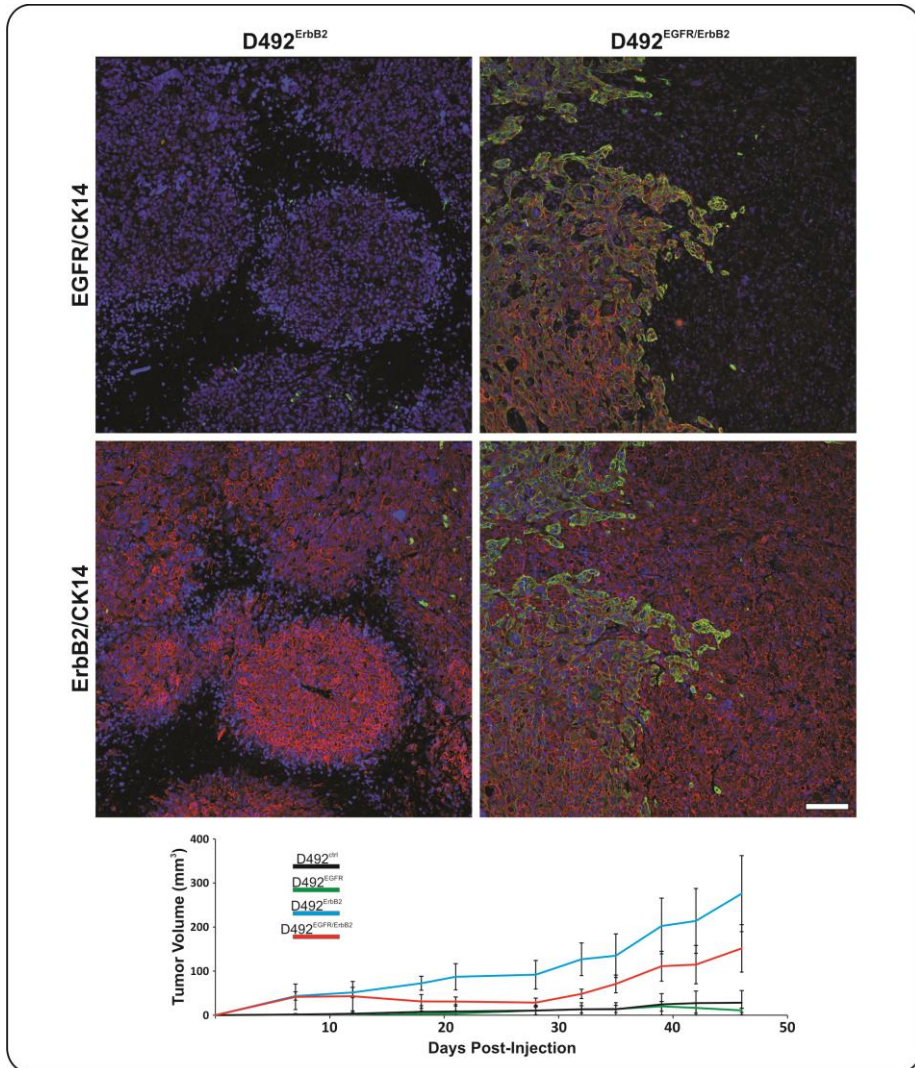 D492ErbB2
D492EGFR/ErbB2
EGFR/CK14
ErbB2/CK14
400
300
200
100
0
Tumor Volume (mm³)
D492ctrl
D492EGFR
D492ErbB2
D492EGFR/ErbB2
10
20
30
40
50
Days Post-Injection